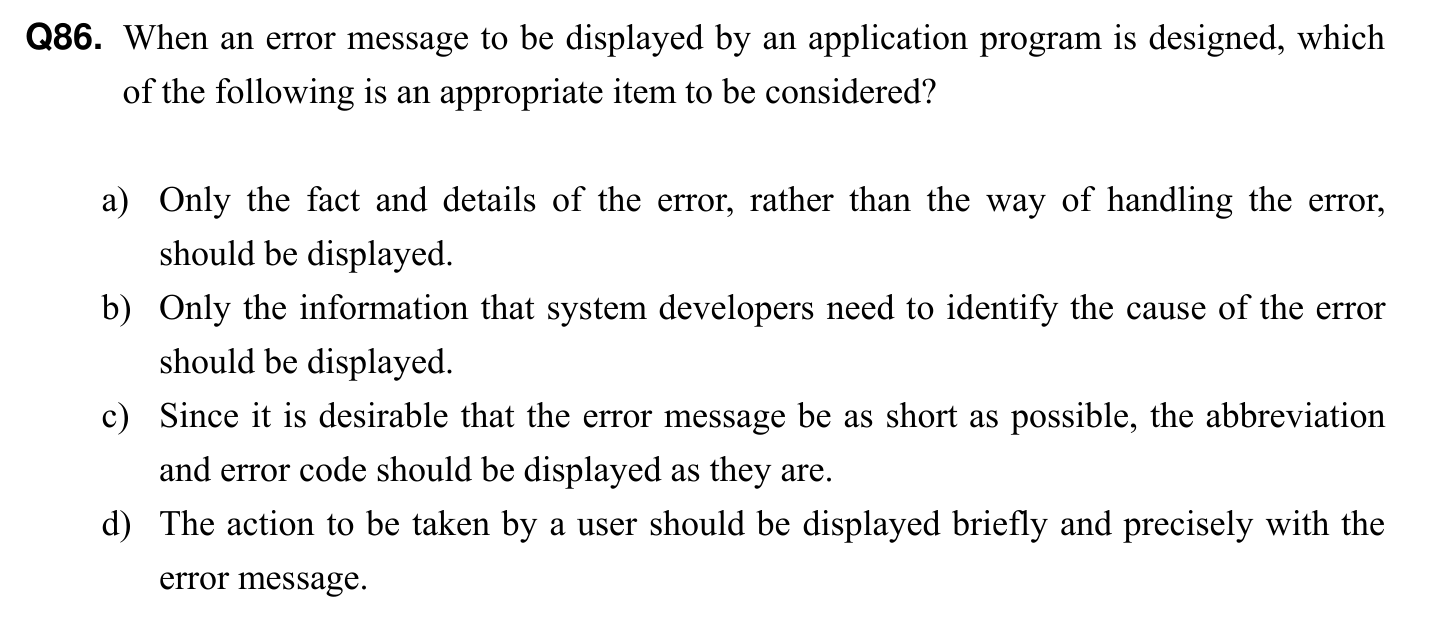 Q86. When an error message to be displayed by an application program is designed, which
of the following is an appropriate item to be considered?
a) Only the fact and details of the error, rather than the way of handling the error,
should be displayed.
b) Only the information that system developers need to identify the cause of the error
should be displayed.
c) Since it is desirable that the error message be as short as possible, the abbreviation
and error code should be displayed as they are.
d) The action to be taken by a user should be displayed briefly and precisely with the
error message.